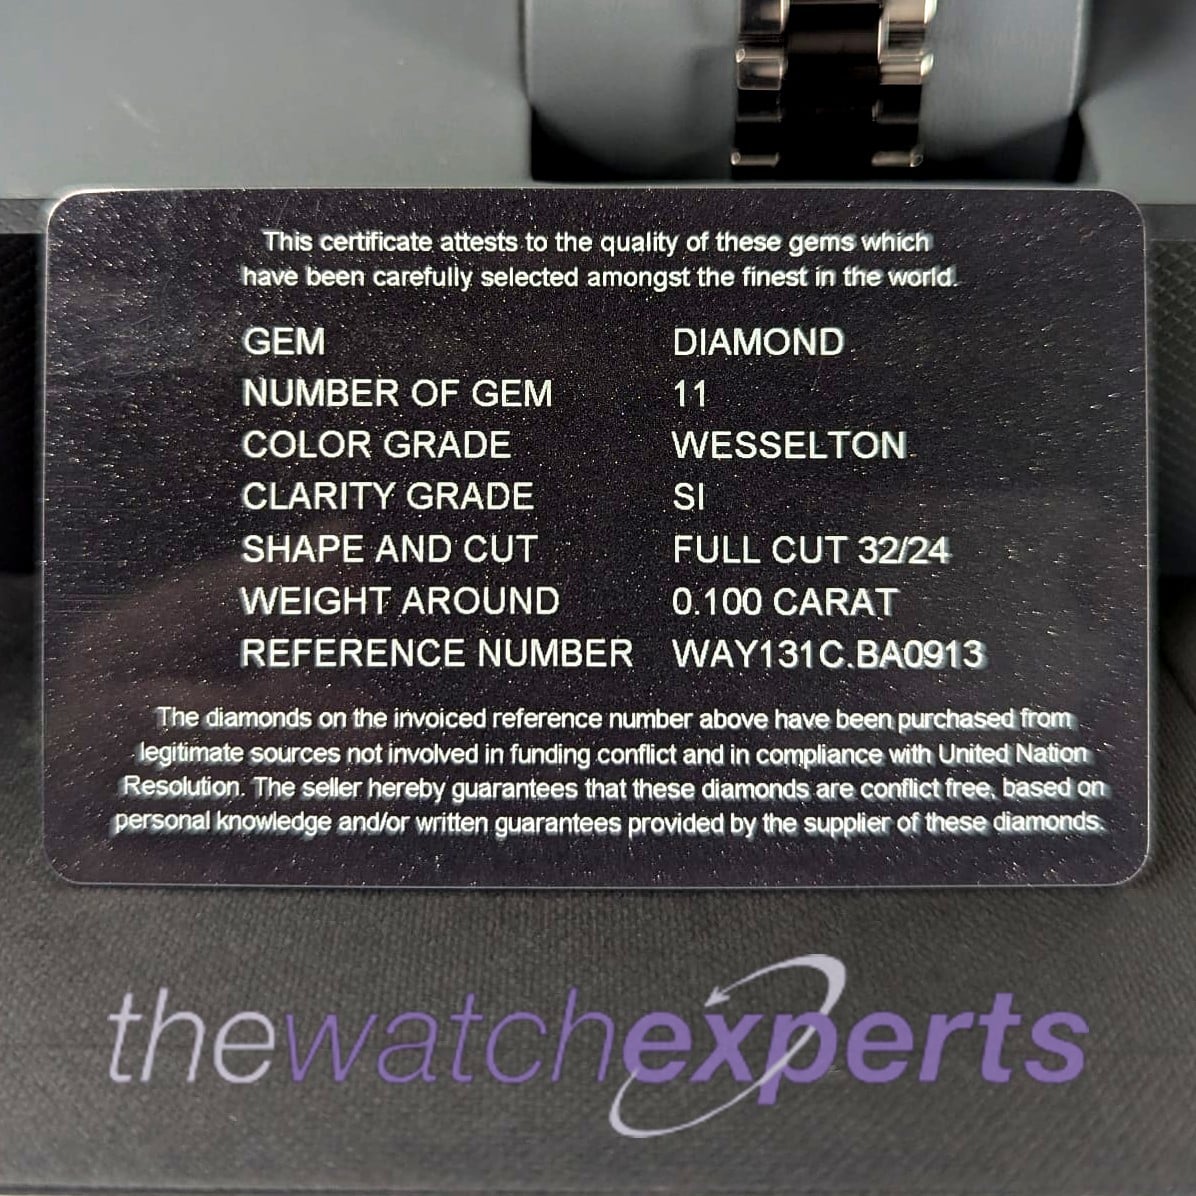 This certificate attests to the quality of these gems which
have been carefully selected amongst the finest in the world.
GEM DIAMOND
NUMBER OF GEM 11
COLOR GRADE WESSELTON
CLARITY GRADE SI
SHAPE AND CUT FULL CUT 32/24
WEIGHT AROUND 0.100 CARAT
REFERENCE NUMBER WAY131C.BA0913
The diamonds on the invoiced reference number above have been purchased from
legitimate sources not involved in funding conflict and in compliance with United Nation
Resolution. The seller hereby guarantees that these diamonds are conflict free, based on
personal knowledge and/or written guarantees provided by the supplier of these diamonds.
thewatchexperts